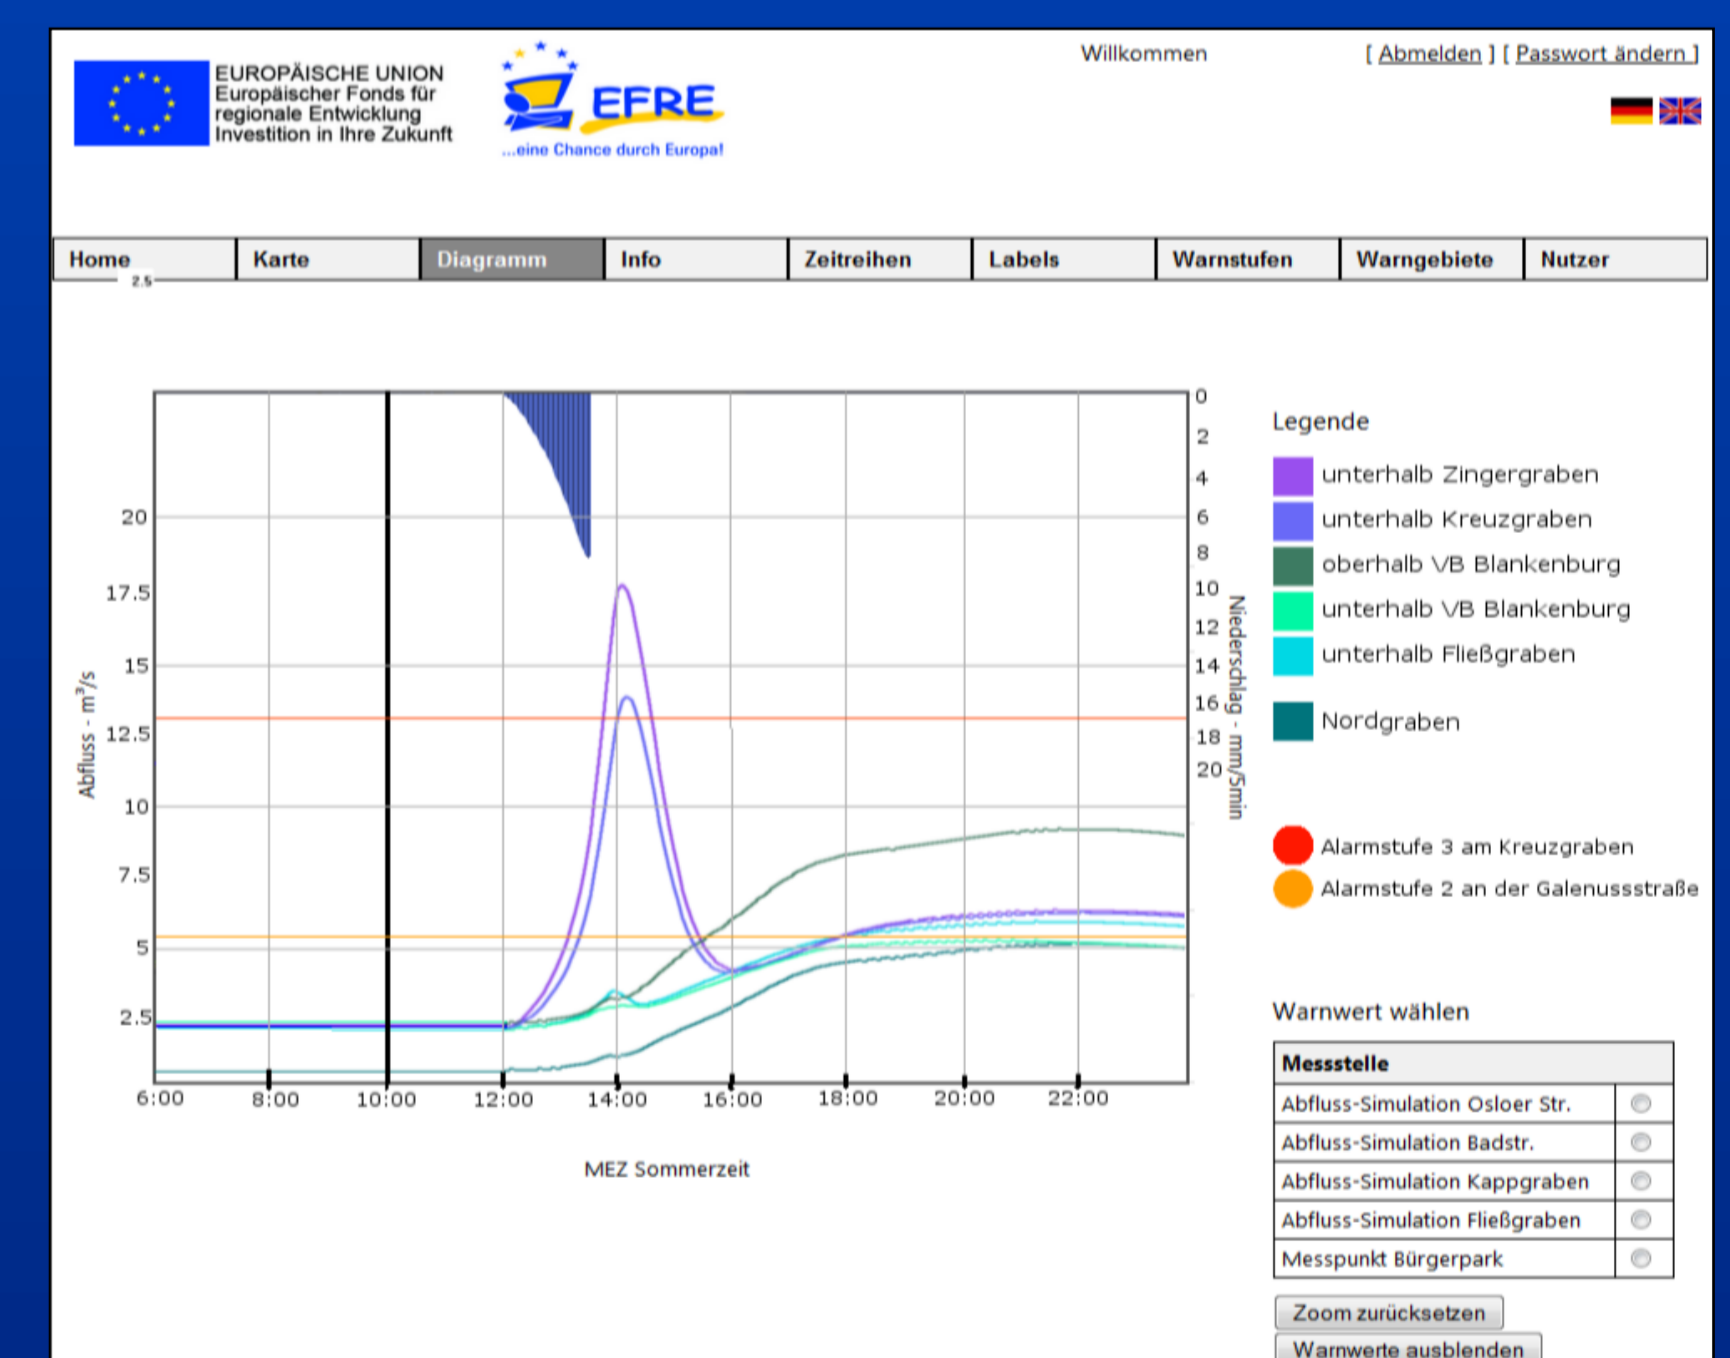 EUROPÄISCHE UNION
Europäischer Fonds für
regionale Entwicklung
Investition in Ihre Zukunft
EFRE
...eine Chance durch Europa!
Willkommen
[ Abmelden ] [ Passwort ändern ]
Home
Karte
Diagramm
Info
Zeitreihen
Labels
Warnstufen
Warngebiete
Nutzer
2.5
20
17.5
15
12.5
10
7.5
5
2.5
Abfluss - m³/s
0
2
4
6
8
10
12
14
16
18
20
Niederschlag - mm/5min
6:00
8:00
10:00
12:00
14:00
16:00
18:00
20:00
22:00
MEZ Sommerzeit
Legende
unterhalb Zingergraben
unterhalb Kreuzgraben
oberhalb VB Blankenburg
unterhalb VB Blankenburg
unterhalb Fließgraben
Nordgraben
Alarmstufe 3 am Kreuzgraben
Alarmstufe 2 an der Galenussstraße
Warnwert wählen
Messstelle
Abfluss-Simulation Osloer Str.
Abfluss-Simulation Badstr.
Abfluss-Simulation Kappgraben
Abfluss-Simulation Fließgraben
Messpunkt Bürgerpark
Zoom zurücksetzen
Warnwerte ausblenden